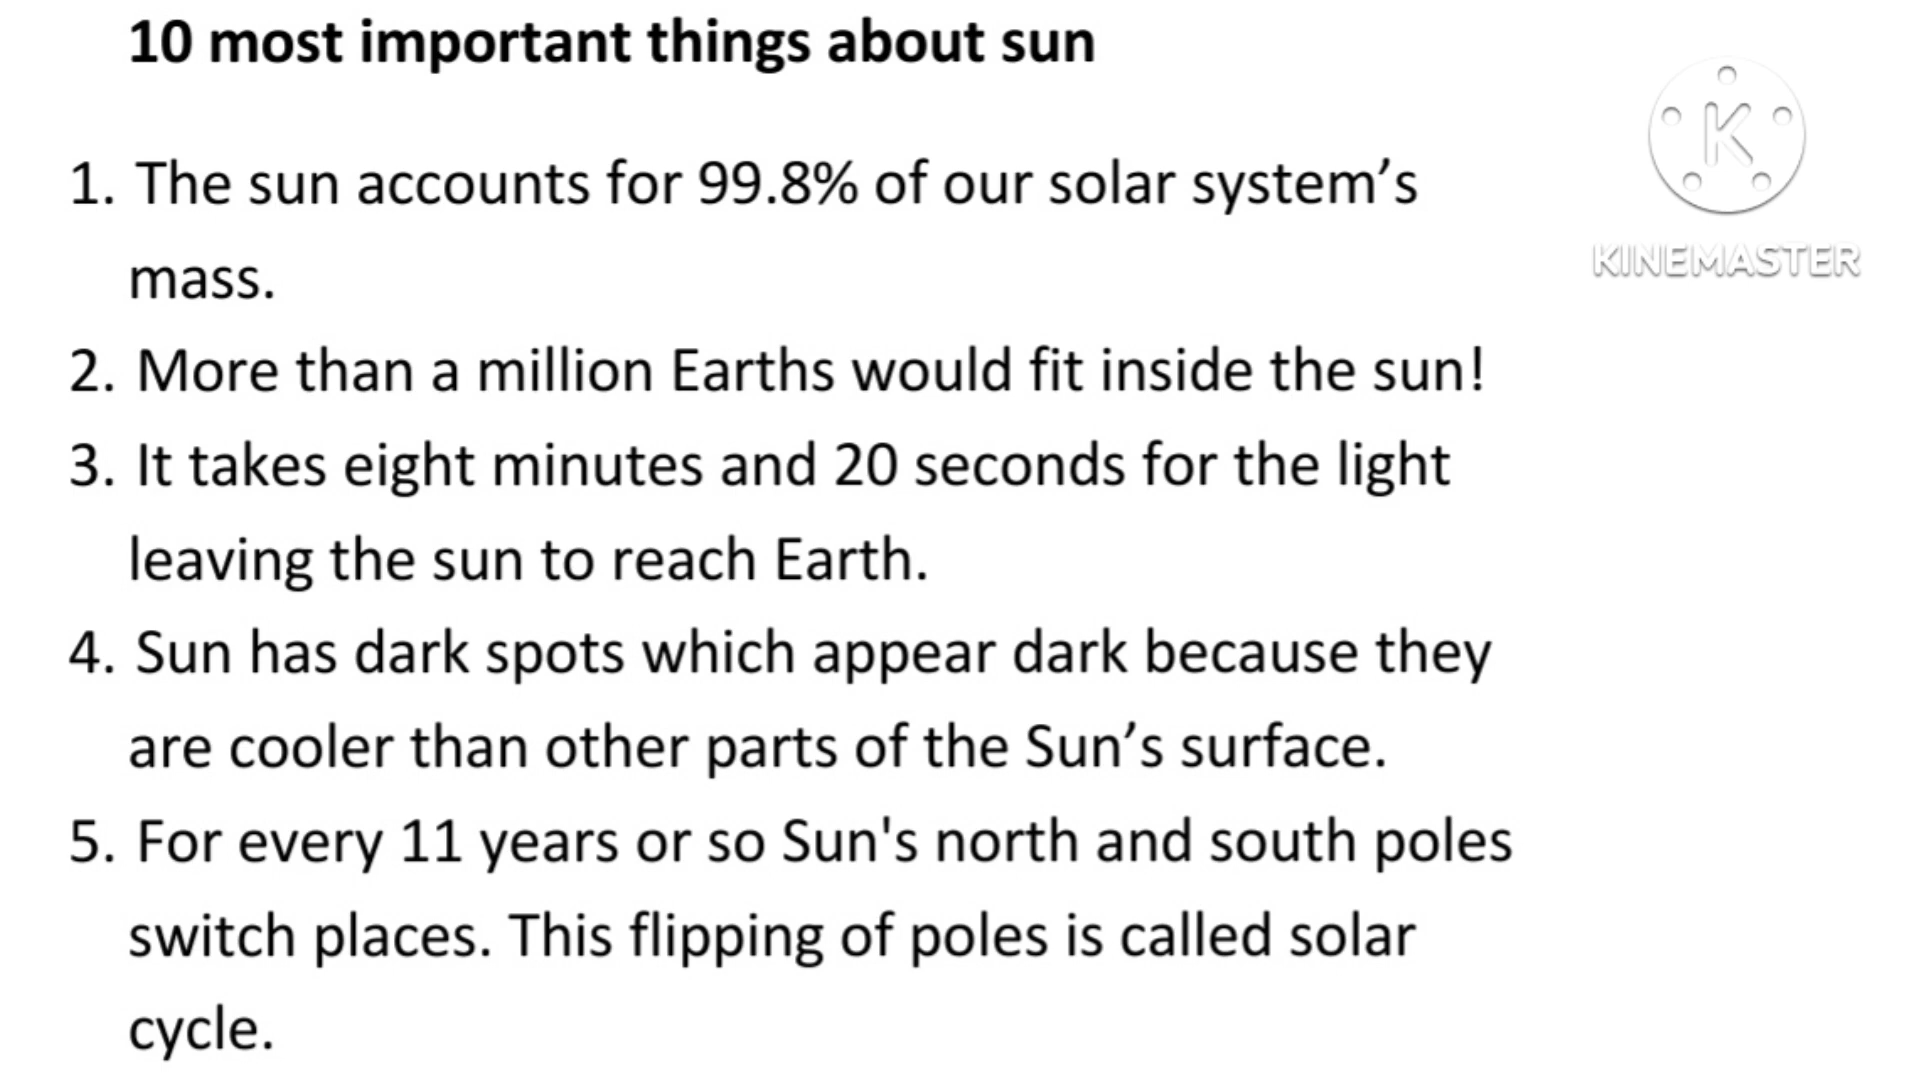 10 most important things about sun
1. The sun accounts for 99.8% of our solar system’s
mass.
2. More than a million Earths would fit inside the sun!
3. It takes eight minutes and 20 seconds for the light
leaving the sun to reach Earth.
4. Sun has dark spots which appear dark because they
are cooler than other parts of the Sun’s surface.
5. For every 11 years or so Sun's north and south poles
switch places. This flipping of poles is called solar
cycle.
K
KINEMASTER